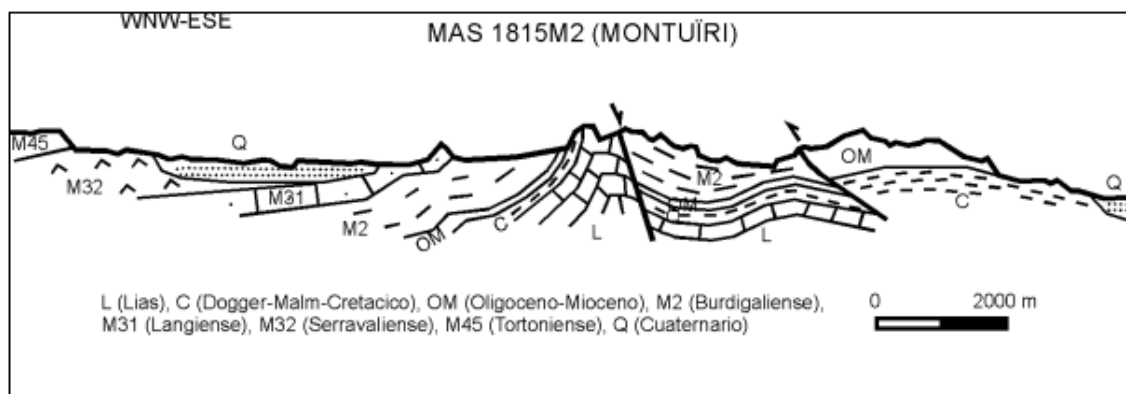 WNW-ESE
MAS 1815M2 (MONTUÏRI)
M45
Q
M32
M31
M2
OM
C
L
M2
OM
L
OM
C
Q
L (Lias), C (Dogger-Malm-Cretacico), OM (Oligoceno-Mioceno), M2 (Burdigaliense),
M31 (Langiense), M32 (Serravaliense), M45 (Tortoniense), Q (Cuaternario)
0 2000 m